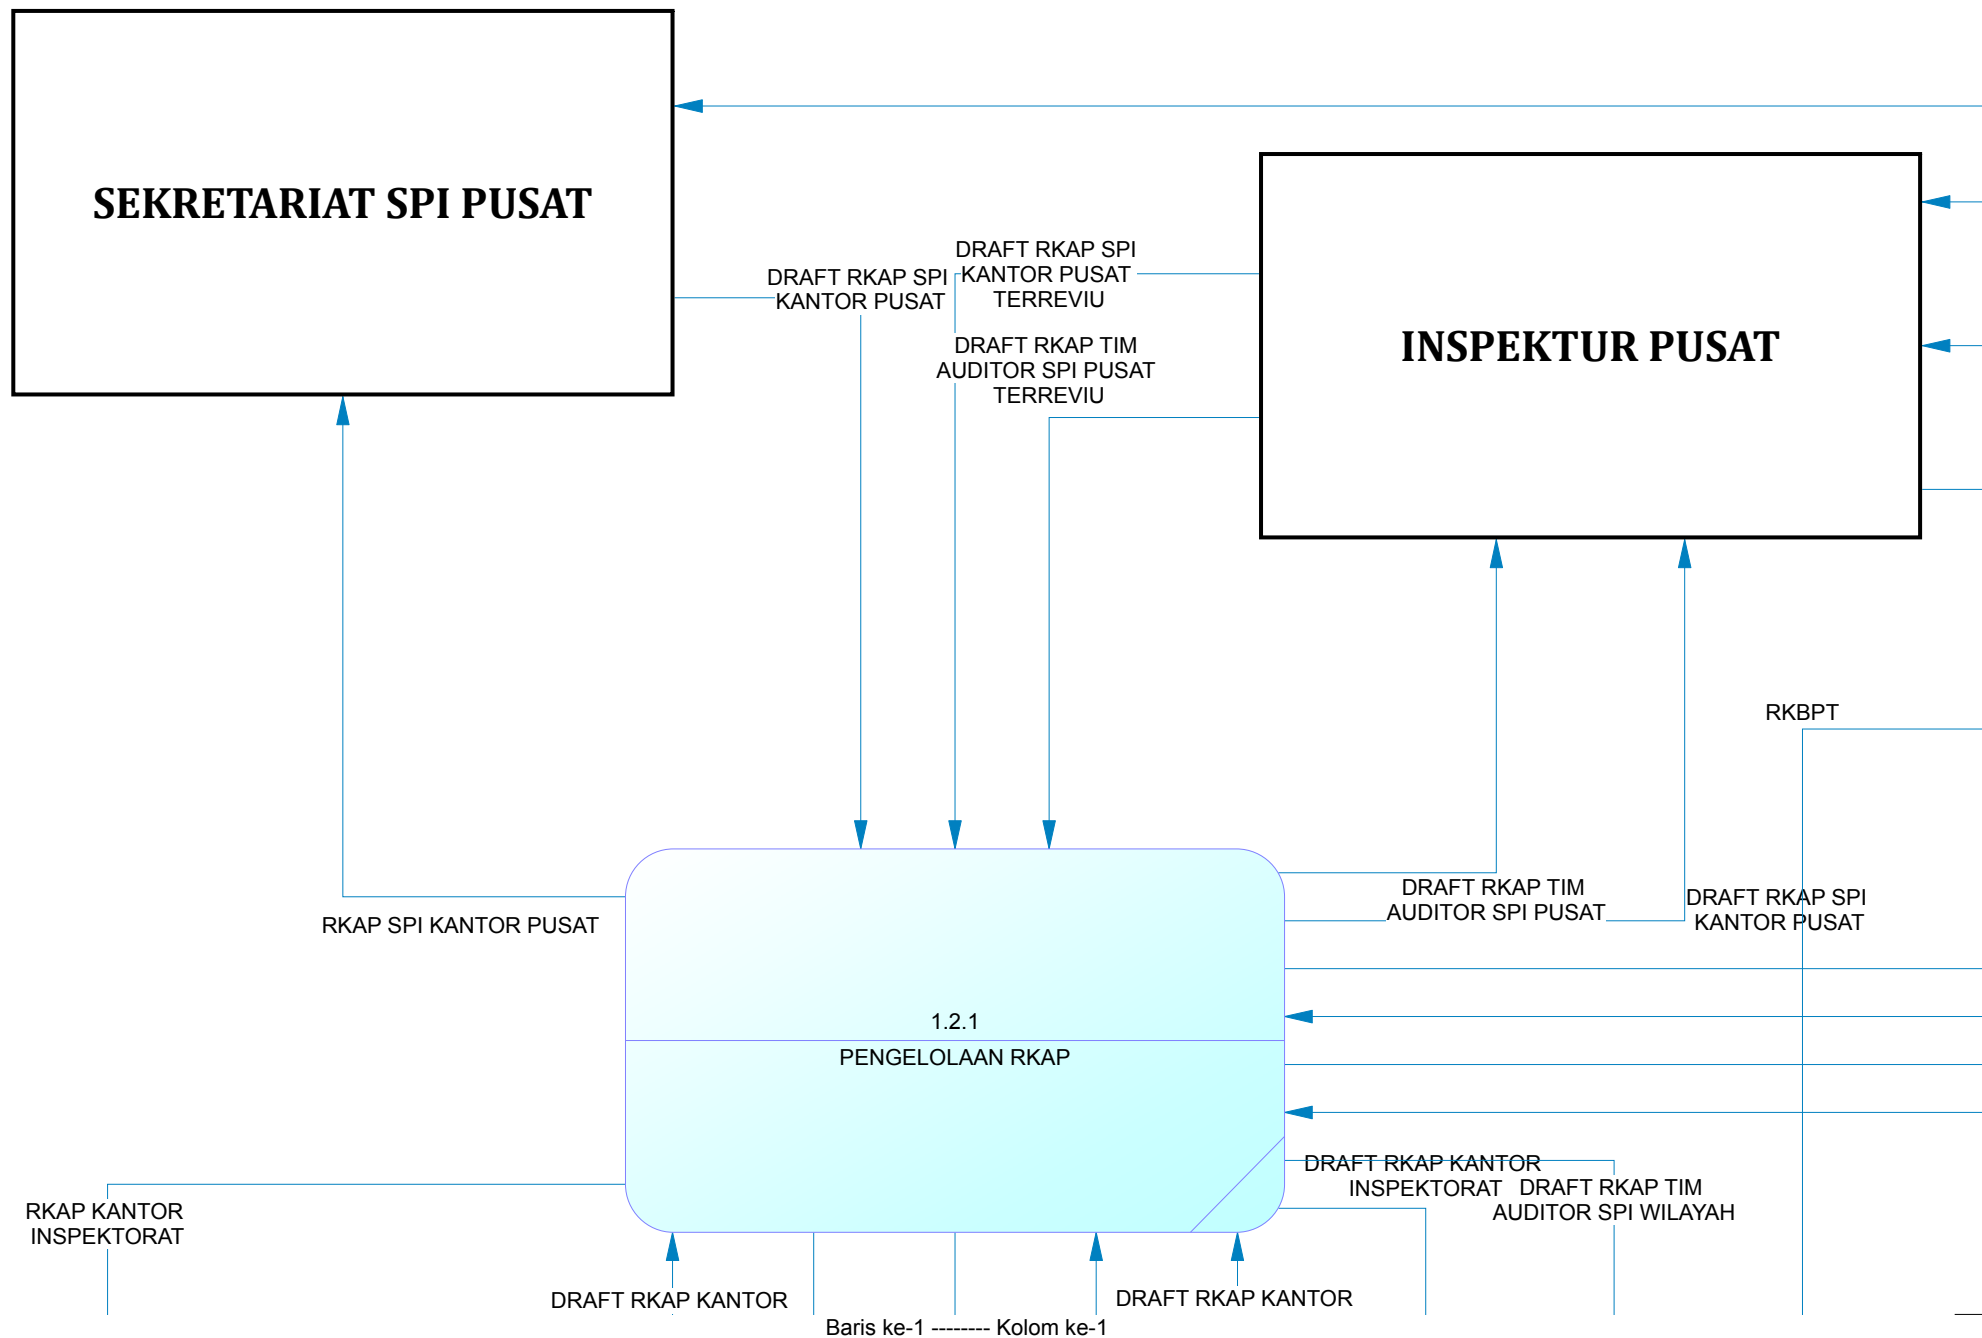 SEKRETARIAT SPI PUSAT
DRAFT RKAP SPI
KANTOR PUSAT
DRAFT RKAP SPI
KANTOR PUSAT
TERREVIU
DRAFT RKAP TIM
AUDITOR SPI PUSAT
TERREVIU
INSPEKTUR PUSAT
RKBPT
RKAP SPI KANTOR PUSAT
DRAFT RKAP TIM
AUDITOR SPI PUSAT
DRAFT RKAP SPI
KANTOR PUSAT
1.2.1
PENGELOLAAN RKAP
RKAP KANTOR
INSPEKTORAT
DRAFT RKAP KANTOR
INSPEKTORAT
DRAFT RKAP TIM
AUDITOR SPI WILAYAH
DRAFT RKAP KANTOR
DRAFT RKAP KANTOR
Baris ke-1 -------- Kolom ke-1